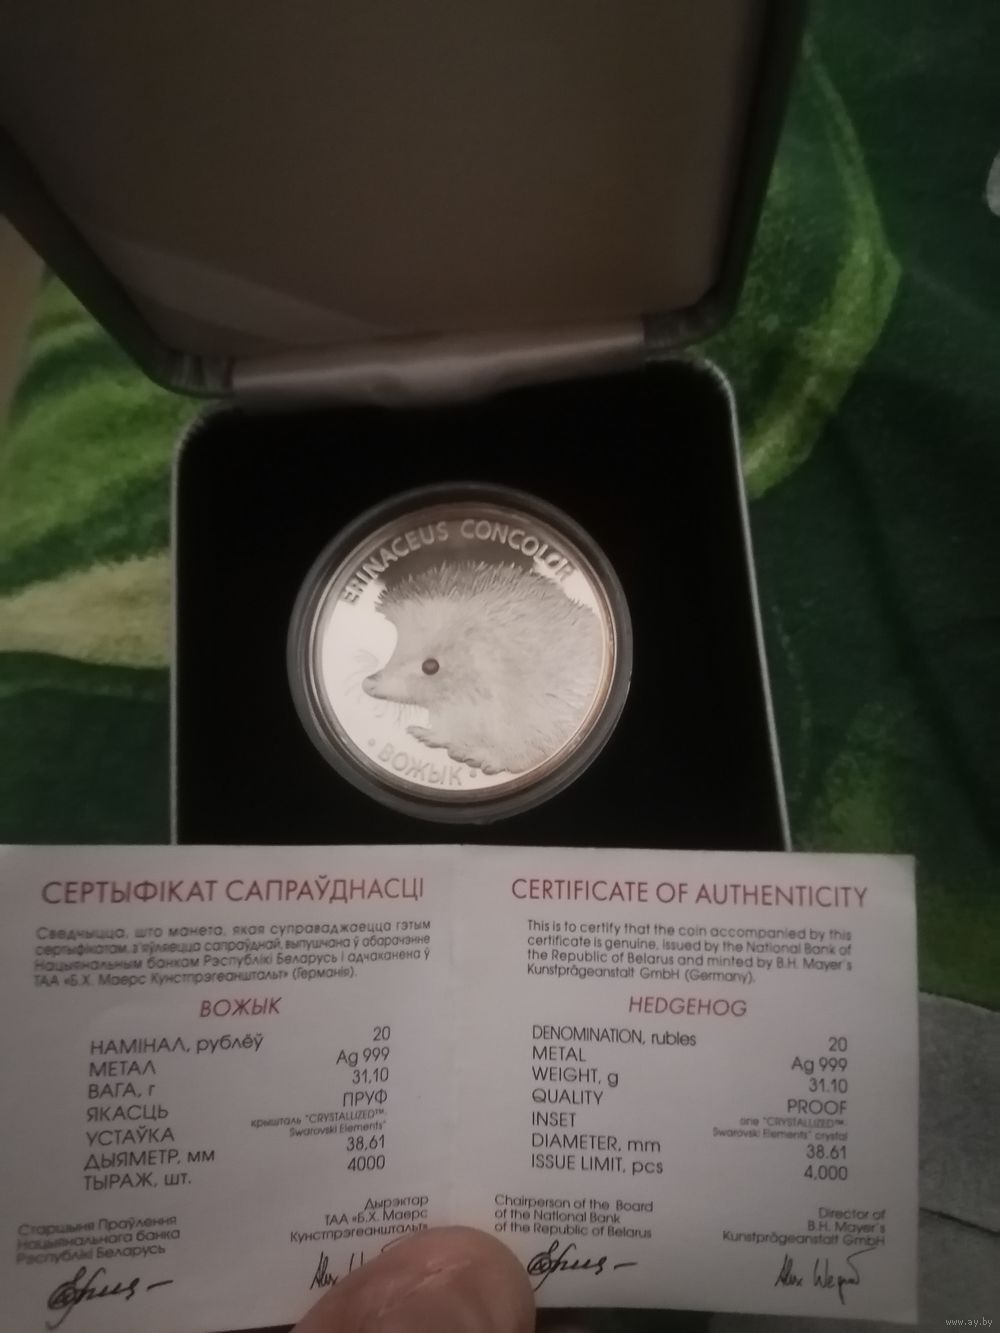 ERINACEUS CONCOLOR
· ВОЖЫК ·
СЕРТЫФІКАТ САПРАЎДНАСЦІ
Сведчыцца, што манета, якая суправаджаецца гэтым
сертыфікатам, з'яўляецца сапраўднай, выпушчана ў абарачэнне
Нацыянальным банкам Рэспублікі Беларусь і адчаканена ў
ТАА «Б.Х. Маерс Кунстпрэгеанштальт» (Германія).
ВОЖЫК
НАМІНАЛ, рублёў 20
МЕТАЛ Ag 999
ВАГА, г 31,10
ЯКАСЦЬ ПРУФ
УСТАЎКА крышталь "CRYSTALLIZED™
Swarovski Elements"
ДЫЯМЕТР, мм 38,61
ТЫРАЖ, шт. 4000
Старшыня Праўлення
Нацыянальнага банка
Рэспублікі Беларусь
Дырэктар
ТАА «Б.Х. Маерс
Кунстпрэгеанштальт»
CERTIFICATE OF AUTHENTICITY
This is to certify that the coin accompanied by this
certificate is genuine, issued by the National Bank of
the Republic of Belarus and minted by B.H. Mayer's
Kunstprägeanstalt GmbH (Germany).
HEDGEHOG
DENOMINATION, rubles 20
METAL Ag 999
WEIGHT, g 31.10
QUALITY PROOF
INSET one "CRYSTALLIZED™
Swarovski Elements" crystal
DIAMETER, mm 38.61
ISSUE LIMIT, pcs 4,000
Chairperson of the Board
of the National Bank
of the Republic of Belarus
Director of
B.H. Mayer's
Kunstprägeanstalt GmbH
www.ay.by